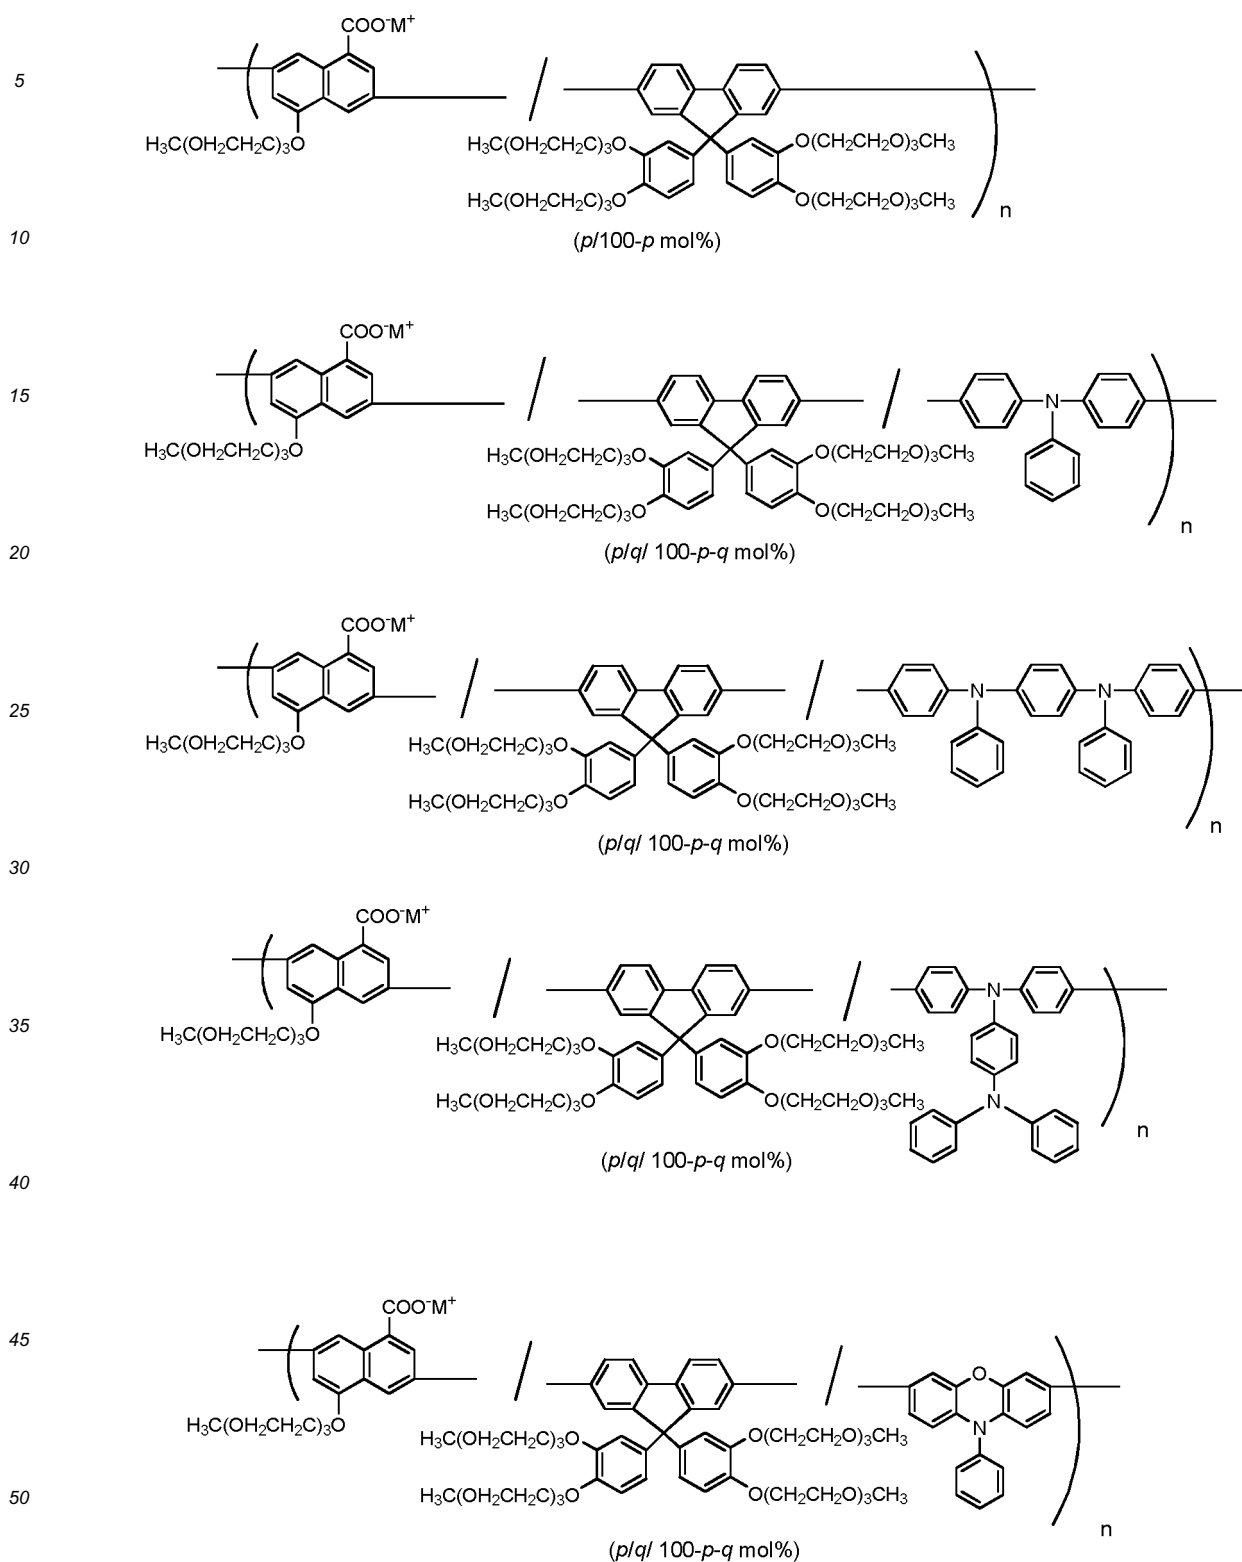 COO⁻M⁺
5
H₃C(OH₂CH₂C)₃O
H₃C(OH₂CH₂C)₃O O(CH₂CH₂O)₃CH₃
H₃C(OH₂CH₂C)₃O O(CH₂CH₂O)₃CH₃
n
10
(p/100-p mol%)
COO⁻M⁺
15
N
H₃C(OH₂CH₂C)₃O
H₃C(OH₂CH₂C)₃O O(CH₂CH₂O)₃CH₃
H₃C(OH₂CH₂C)₃O O(CH₂CH₂O)₃CH₃
n
20
(p/q/ 100-p-q mol%)
COO⁻M⁺
25
N N
H₃C(OH₂CH₂C)₃O
H₃C(OH₂CH₂C)₃O O(CH₂CH₂O)₃CH₃
H₃C(OH₂CH₂C)₃O O(CH₂CH₂O)₃CH₃
n
(p/q/ 100-p-q mol%)
30
COO⁻M⁺
N
35
H₃C(OH₂CH₂C)₃O
H₃C(OH₂CH₂C)₃O O(CH₂CH₂O)₃CH₃
H₃C(OH₂CH₂C)₃O O(CH₂CH₂O)₃CH₃
N
n
(p/q/ 100-p-q mol%)
40
COO⁻M⁺
45
O
H₃C(OH₂CH₂C)₃O
N
H₃C(OH₂CH₂C)₃O O(CH₂CH₂O)₃CH₃
H₃C(OH₂CH₂C)₃O O(CH₂CH₂O)₃CH₃
50
n
(p/q/ 100-p-q mol%)